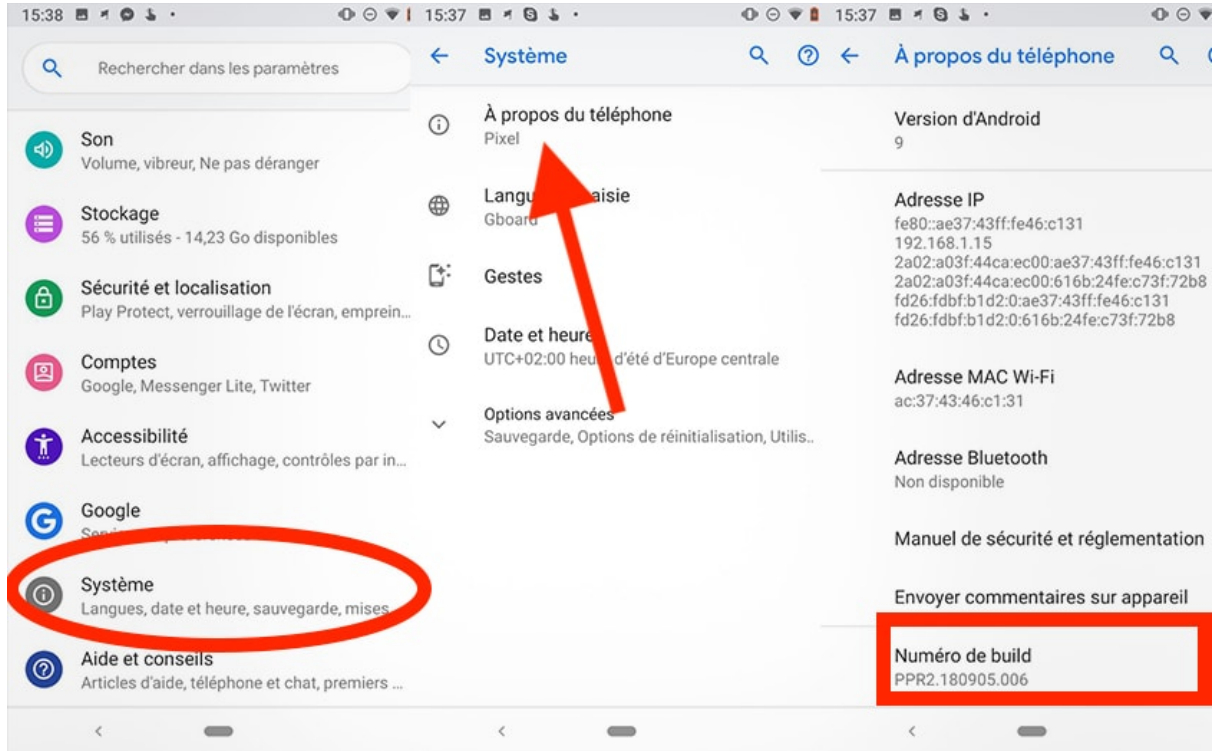 15:38
Rechercher dans les paramètres
Son
Volume, vibreur, Ne pas déranger
Stockage
56 % utilisés - 14,23 Go disponibles
Sécurité et localisation
Play Protect, verrouillage de l'écran, emprein...
Comptes
Google, Messenger Lite, Twitter
Accessibilité
Lecteurs d'écran, affichage, contrôles par in...
Google
Système
Langues, date et heure, sauvegarde, mises
Aide et conseils
Articles d'aide, téléphone et chat, premiers ...
15:37
Système
À propos du téléphone
Pixel
Gboard
Gestes
Date et heure
UTC+02:00 d'été d'Europe centrale
Options avancées
Sauvegarde, Options de réinitialisation, Utilis..
15:37
À propos du téléphone
Version d'Android
9
Adresse IP
fe80::ae37:43ff:fe46:c131
192.168.1.15
2a02:a03f:44ca:ec00:ae37:43ff:fe46:c131
2a02:a03f:44ca:ec00:616b:24fe:c73f:72b8
fd26:fdbf:b1d2:0:ae37:43ff:fe46:c131
fd26:fdbf:b1d2:0:616b:24fe:c73f:72b8
Adresse MAC Wi-Fi
ac:37:43:46:c1:31
Adresse Bluetooth
Non disponible
Manuel de sécurité et réglementation
Envoyer commentaires sur appareil
Numéro de build
PPR2.180905.006